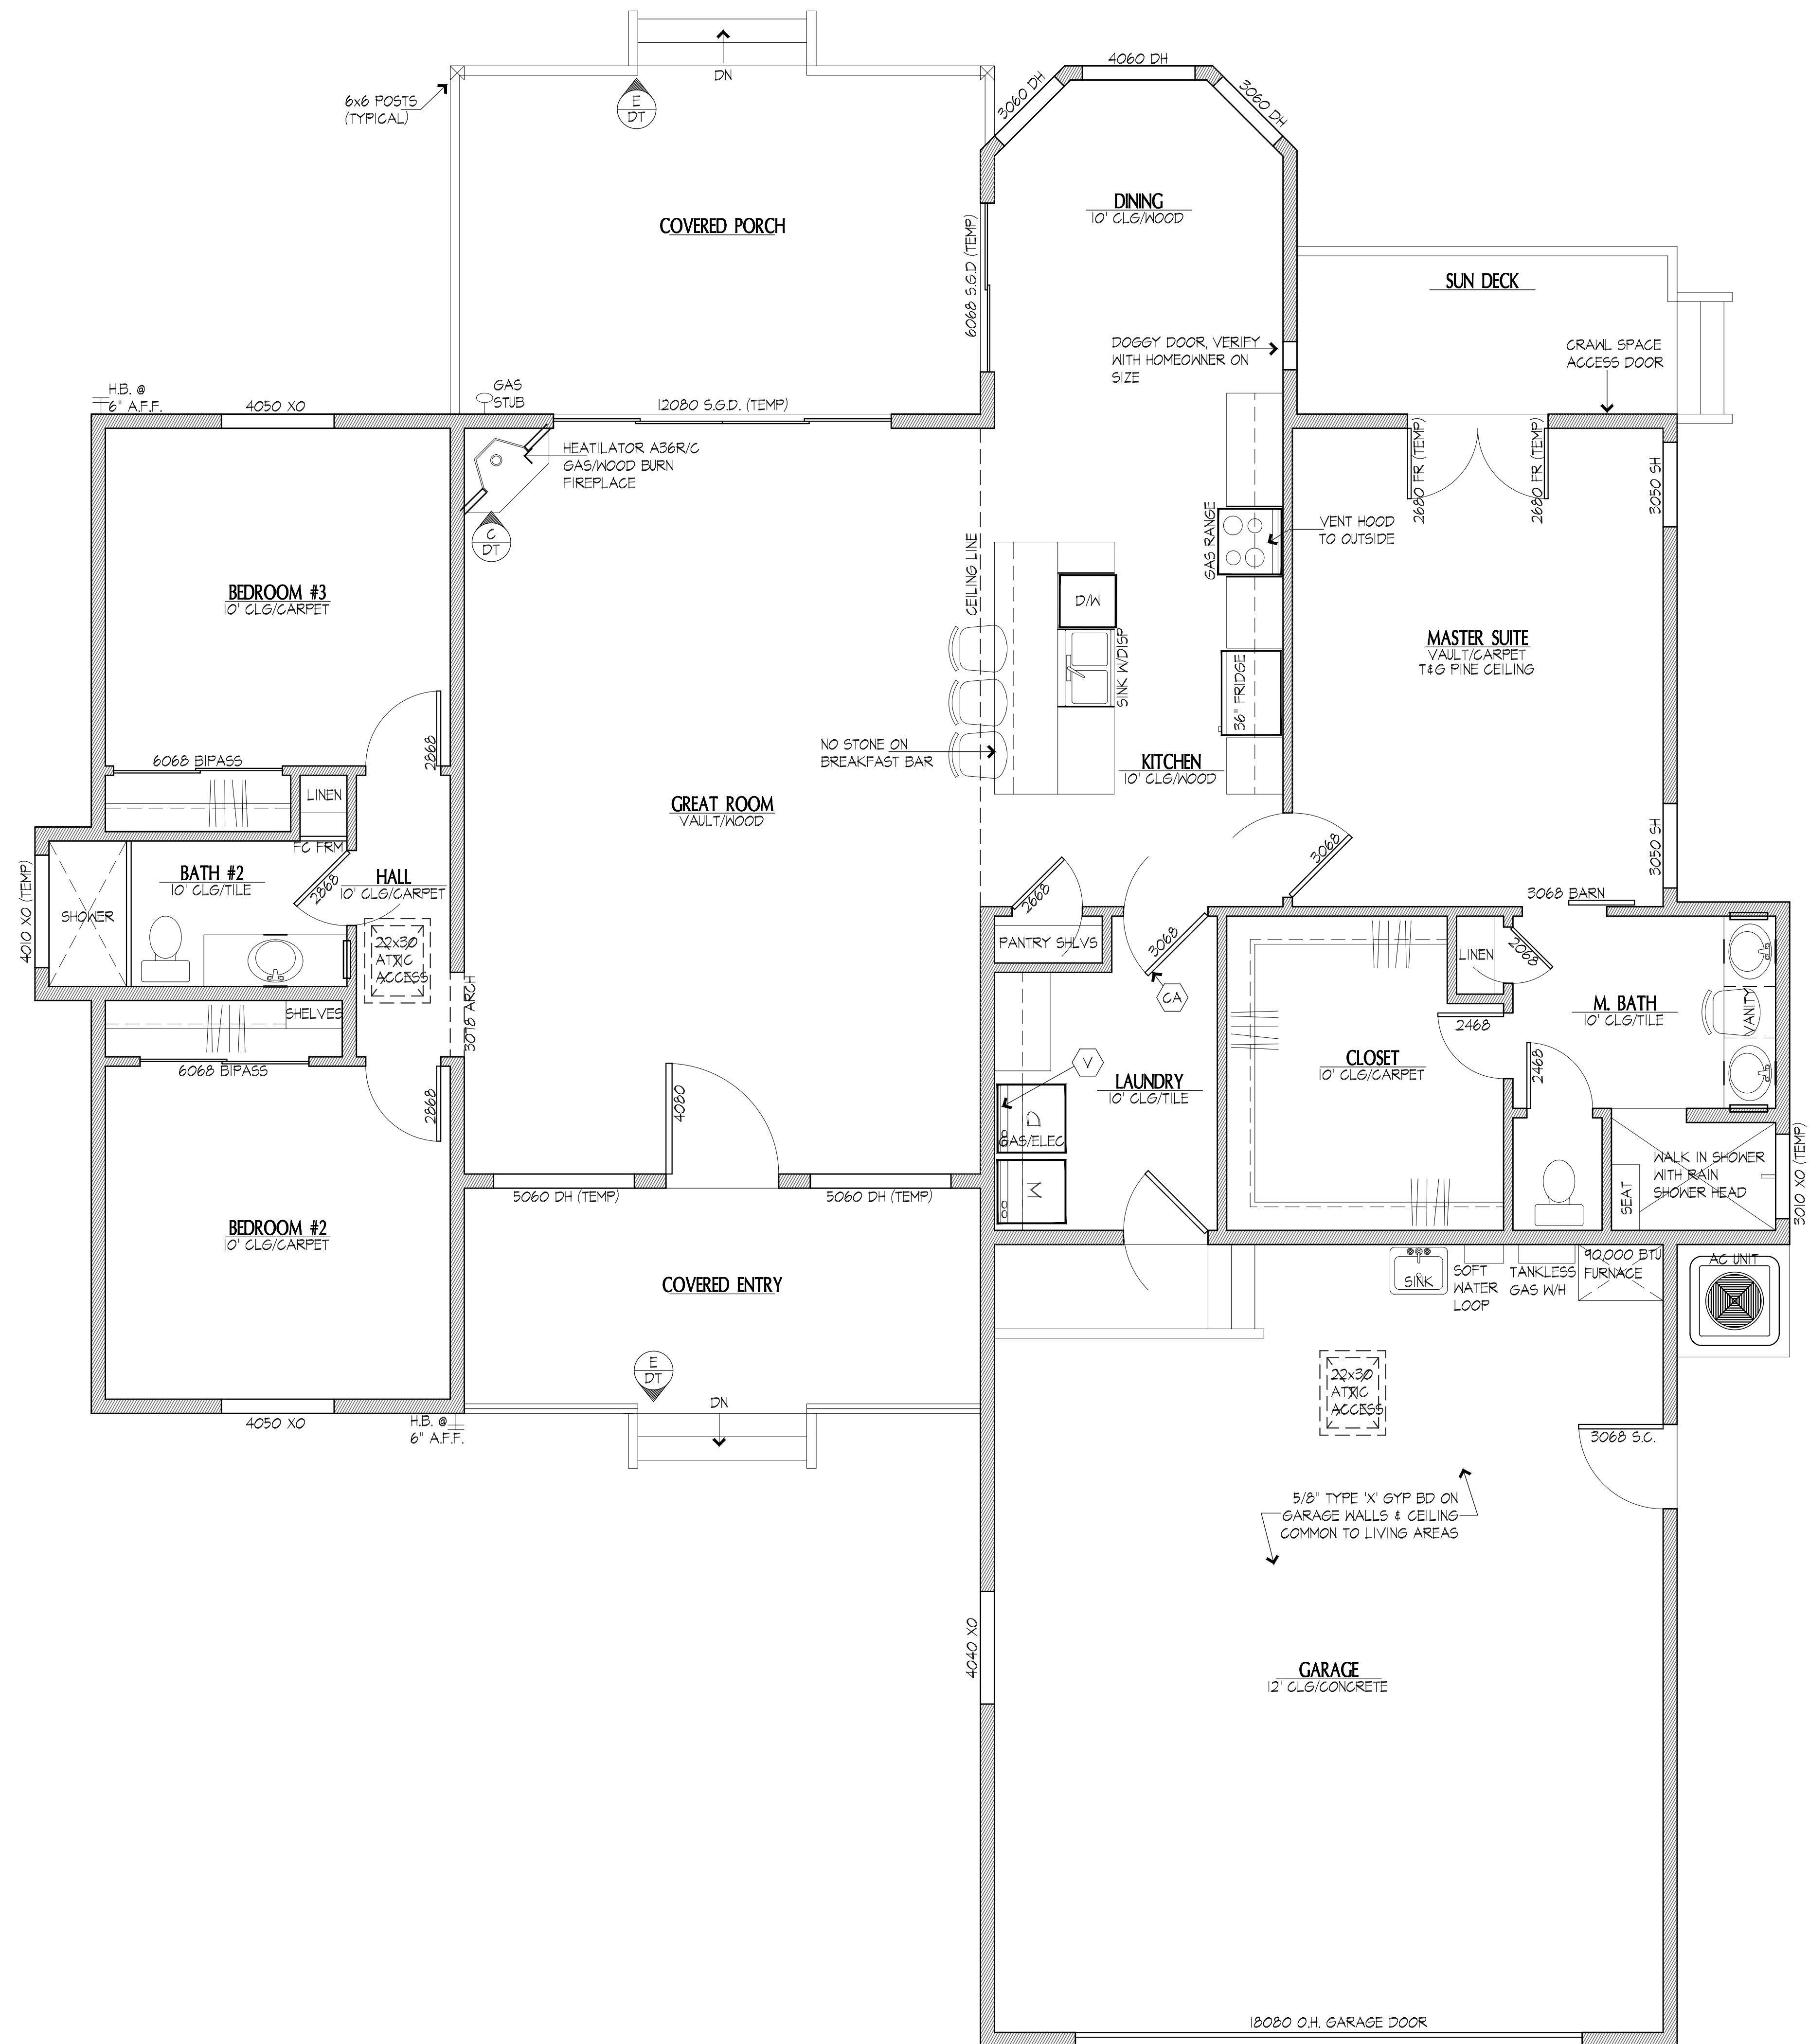 DN
4060 DH
3060 DH
3060 DH
6x6 POSTS
(TYPICAL)
E
DT
COVERED PORCH
DINING
10' CLG/WOOD
6068 S.G.D (TEMP)
SUN DECK
DOGGY DOOR, VERIFY
WITH HOMEOWNER ON
SIZE
CRAWL SPACE
ACCESS DOOR
H.B. @
6" A.F.F.
4050 XO
GAS
STUB
12080 S.G.D. (TEMP)
HEATILATOR A36R/C
GAS/WOOD BURN
FIREPLACE
C
DT
2680 FR (TEMP)
2680 FR (TEMP)
3050 SH
GAS RANGE
VENT HOOD
TO OUTSIDE
CEILING LINE
BEDROOM #3
10' CLG/CARPET
D/W
SINK W/DISP
36" FRIDGE
MASTER SUITE
VAULT/CARPET
T&G PINE CEILING
2868
6068 BIPASS
NO STONE ON
BREAKFAST BAR
KITCHEN
10' CLG/WOOD
LINEN
GREAT ROOM
VAULT/WOOD
FC FRM
3068
3050 SH
4010 XO (TEMP)
BATH #2
10' CLG/TILE
2868
HALL
10' CLG/CARPET
2668
3068 BARN
SHOWER
22x30
ATTIC
ACCESS
PANTRY SHLVS
3068
CA
LINEN
2068
SHELVES
3078 ARCH
M. BATH
10' CLG/TILE
VANITY
2468
6068 BIPASS
2868
4080
V
LAUNDRY
10' CLG/TILE
CLOSET
10' CLG/CARPET
2468
D
GAS/ELEC
W
WALK IN SHOWER
WITH RAIN
SHOWER HEAD
SEAT
3010 XO (TEMP)
5060 DH (TEMP)
5060 DH (TEMP)
BEDROOM #2
10' CLG/CARPET
COVERED ENTRY
SINK
SOFT
WATER
LOOP
TANKLESS
GAS W/H
90,000 BTU
FURNACE
AC UNIT
E
DT
DN
22x30
ATTIC
ACCESS
4050 XO
H.B. @
6" A.F.F.
3068 S.C.
5/8" TYPE 'X' GYP BD ON
GARAGE WALLS & CEILING
COMMON TO LIVING AREAS
4040 XO
GARAGE
12' CLG/CONCRETE
18080 O.H. GARAGE DOOR